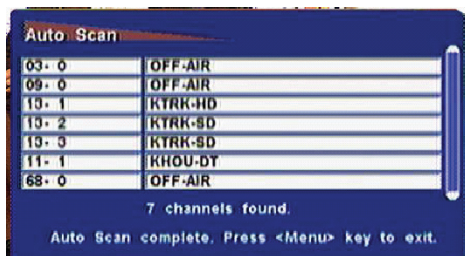 Auto Scan
03- 0 OFF-AIR
09- 0 OFF-AIR
13- 1 KTRK-HD
13- 2 KTRK-SD
13- 3 KTRK-SD
11- 1 KHOU-DT
68- 0 OFF-AIR
7 channels found.
Auto Scan complete. Press <Menu> key to exit.